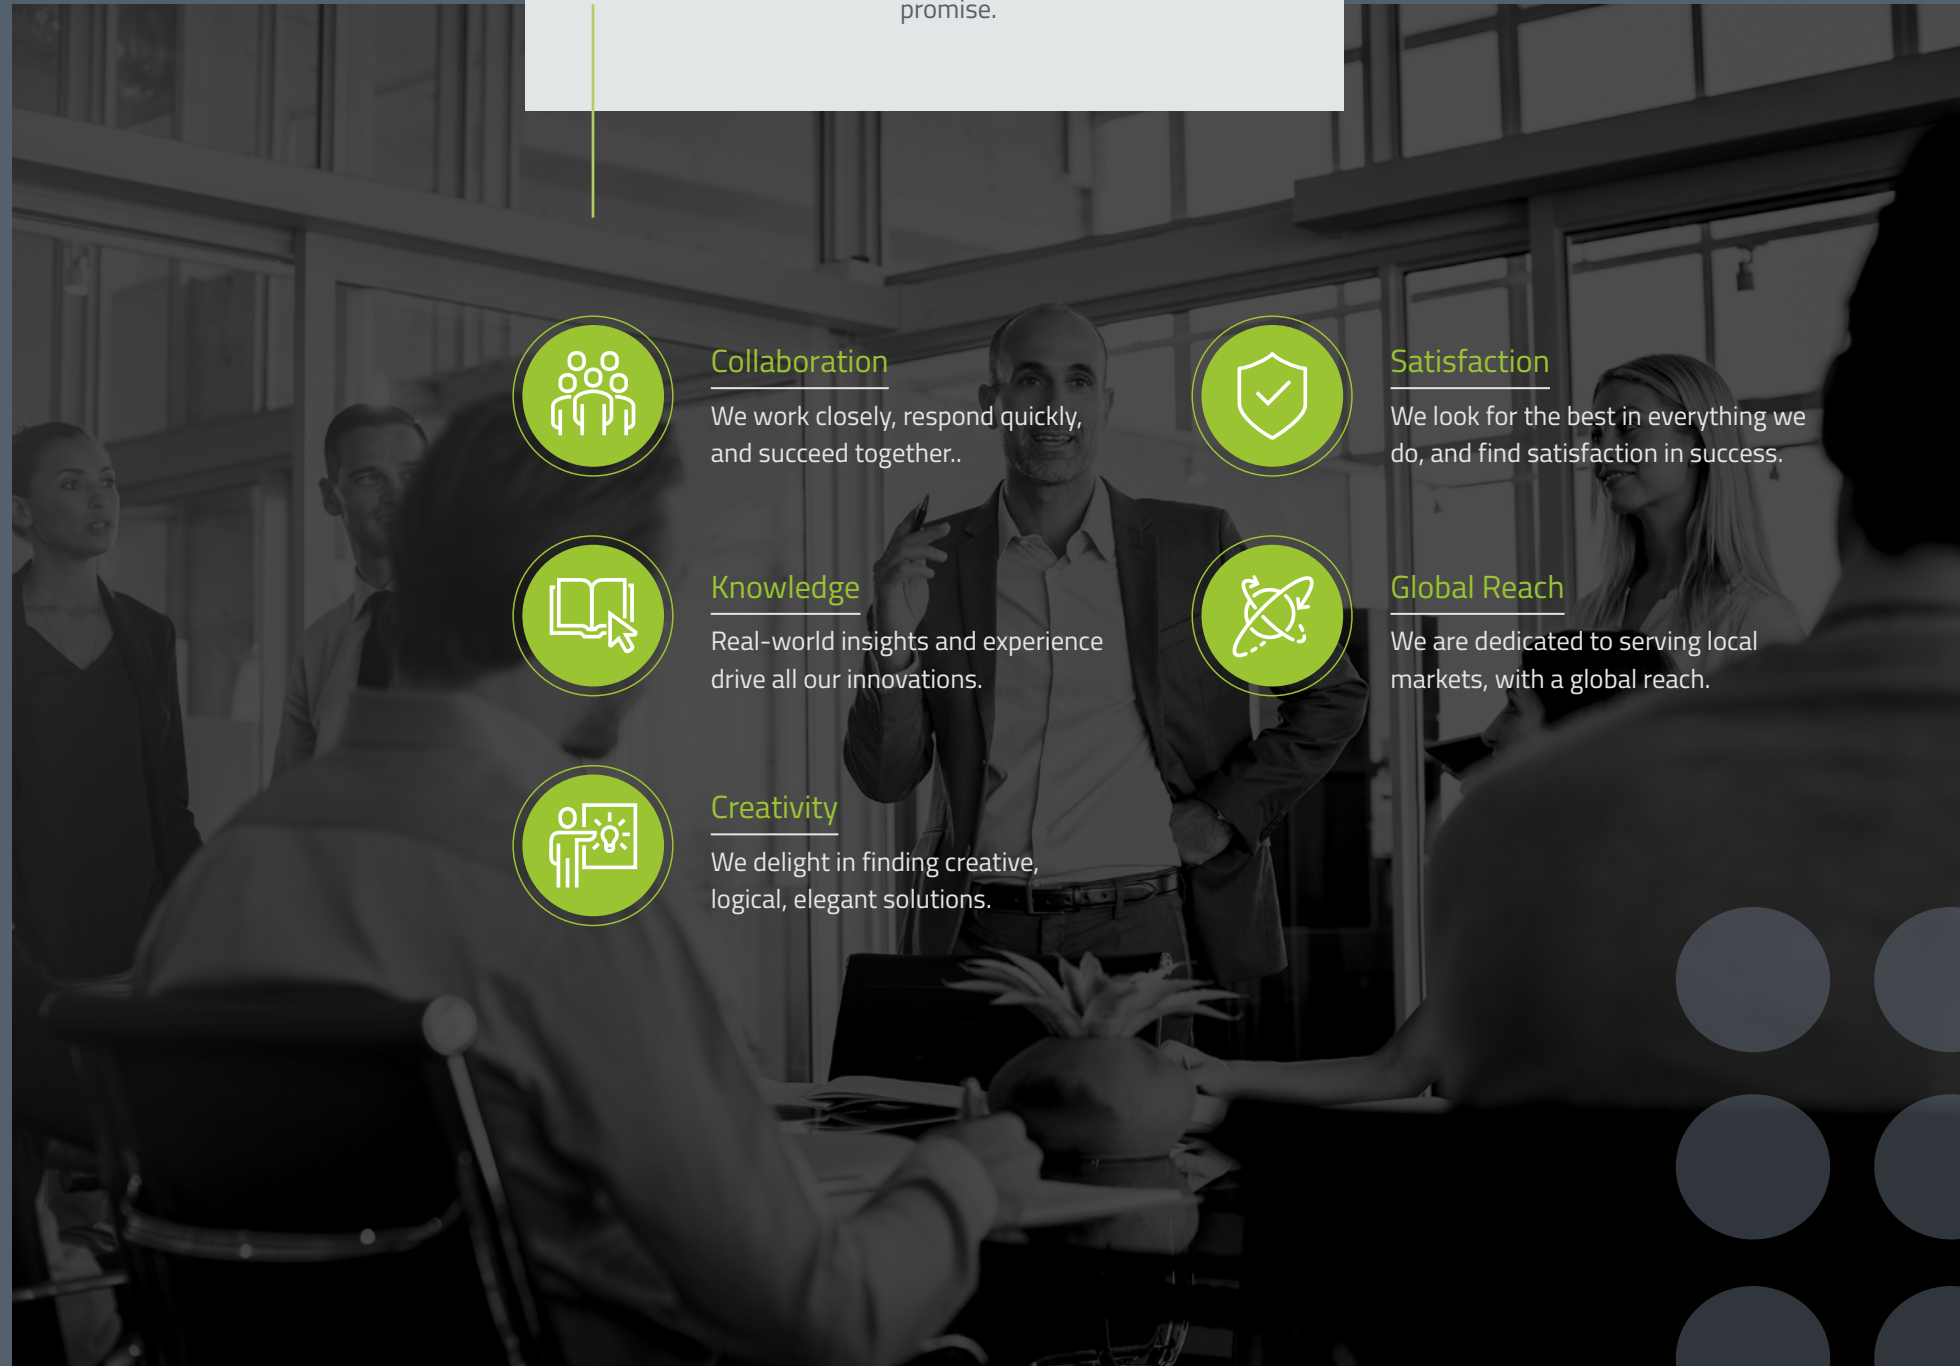 promise.
Collaboration
We work closely, respond quickly,
and succeed together..
Knowledge
Real-world insights and experience
drive all our innovations.
Creativity
We delight in finding creative,
logical, elegant solutions.
Satisfaction
We look for the best in everything we
do, and find satisfaction in success.
Global Reach
We are dedicated to serving local
markets, with a global reach.